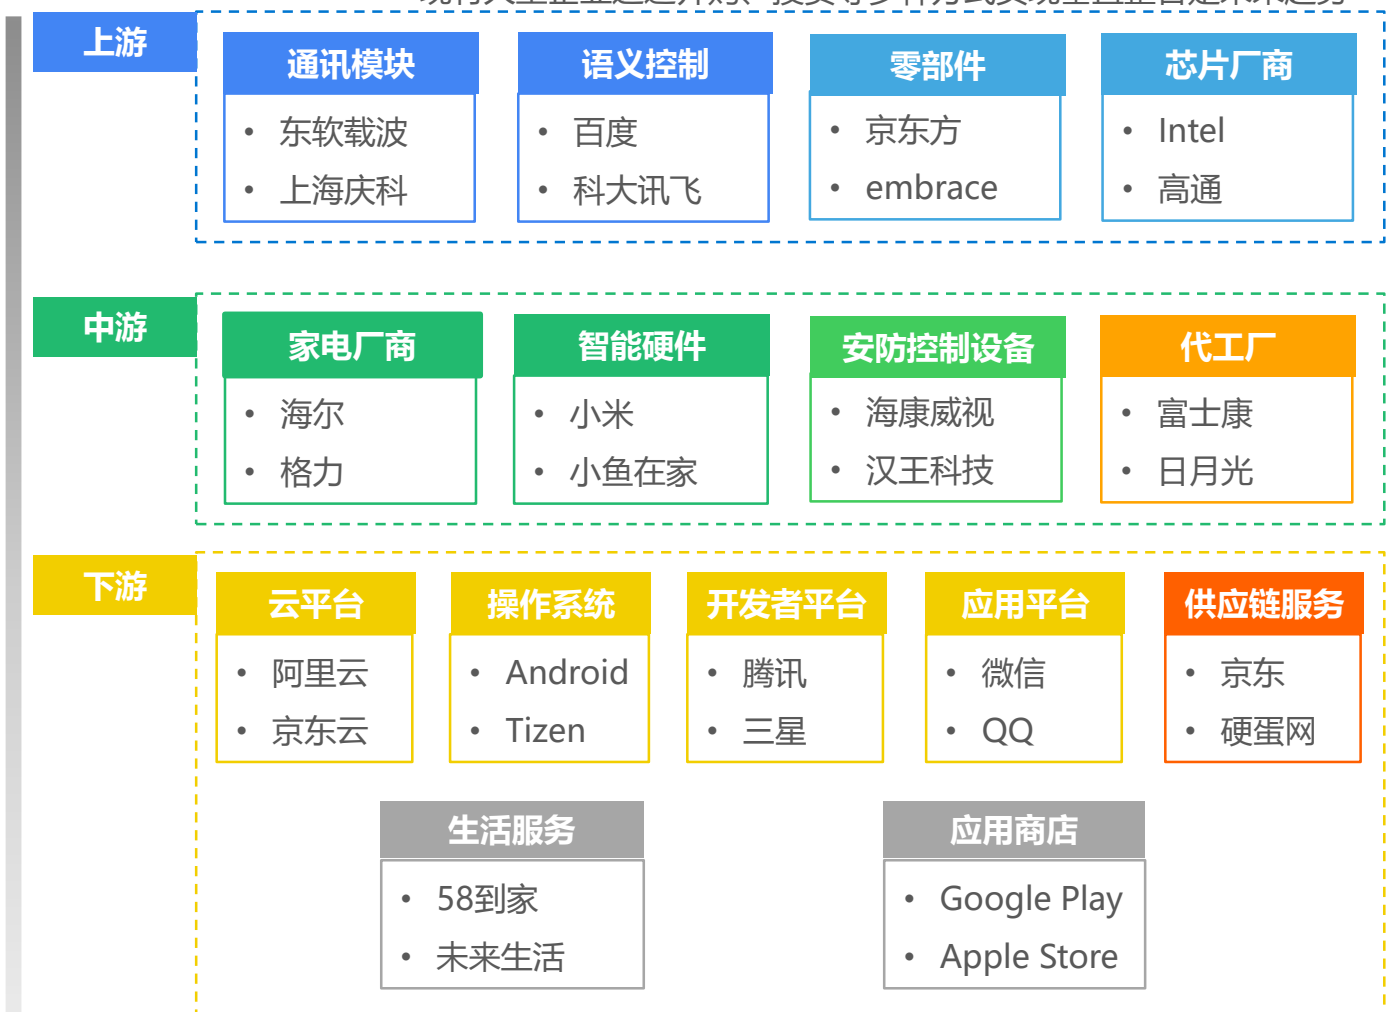 上游
通讯模块 语义控制 零部件 芯片厂商
• 东软载波 • 百度 • 京东方 • Intel
• 上海庆科 • 科大讯飞 • embrace • 高通
中游
家电厂商 智能硬件 安防控制设备 代工厂
• 海尔 • 小米 • 海康威视 • 富士康
• 格力 • 小鱼在家 • 汉王科技 • 日月光
下游
云平台 操作系统 开发者平台 应用平台 供应链服务
• 阿里云 • Android • 腾讯 • 微信 • 京东
• 京东云 • Tizen • 三星 • QQ • 硬蛋网
生活服务 应用商店
• 58到家 • Google Play
• 未来生活 • Apple Store